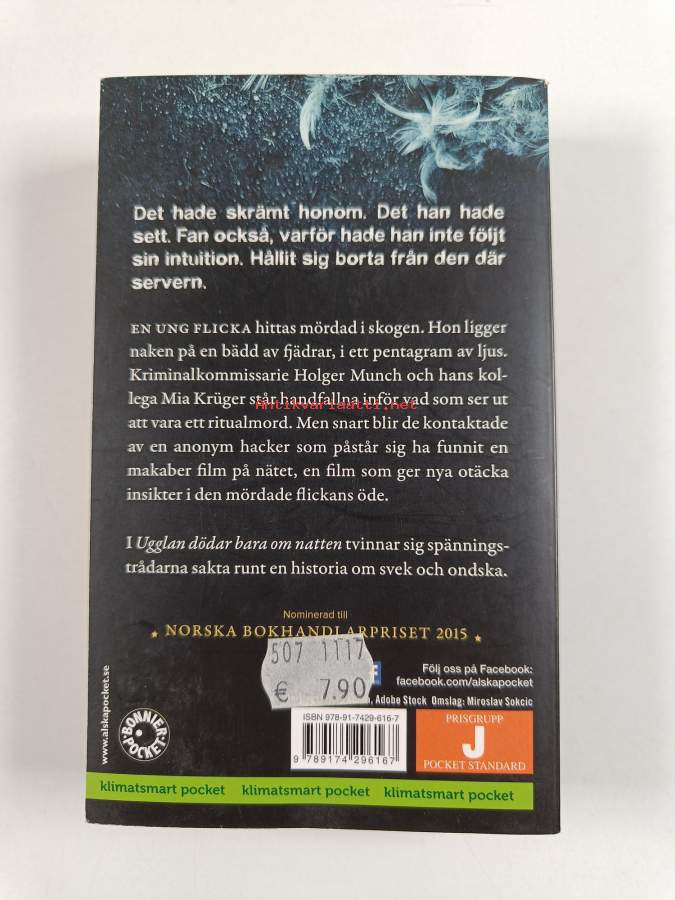 Det hade skrämt honom. Det han hade
sett. Fan också, varför hade han inte följt
sin intuition. Hållit sig borta från den där
servern.
EN UNG FLICKA hittas mördad i skogen. Hon ligger
naken på en bädd av fjädrar, i ett pentagram av ljus.
Kriminalkommissarie Holger Munch och hans kol-
lega Mia Krüger står handfallna inför vad som ser ut
Antikvariaatti.net
att vara ett ritualmord. Men snart blir de kontaktade
av en anonym hacker som påstår sig ha funnit en
makaber film på nätet, en film som ger nya otäcka
insikter i den mördade flickans öde.
I Ugglan dödar bara om natten tvinnar sig spännings-
trådarna sakta runt en historia om svek och ondska.
Nominerad till
★ NORSKA BOKHANDLARPRISET 2015 ★
507 1117
€ 7.90
Följ oss på Facebook:
facebook.com/alskapocket
Adobe Stock Omslag: Miroslav Sokcic
www.alskapocket.se
BONNIER POCKET
ISBN 978-91-7429-616-7
9 789174 296167
PRISGRUPP
J
POCKET STANDARD
klimatsmart pocket klimatsmart pocket klimatsmart pocket